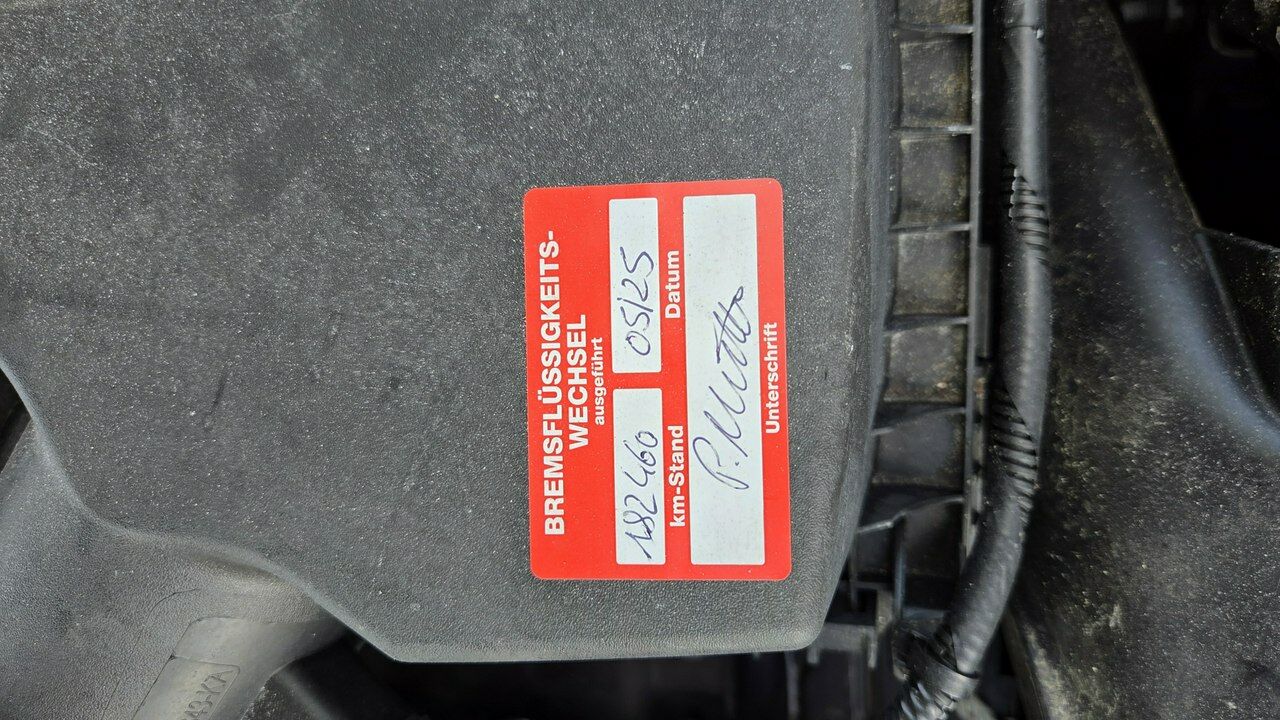 BREMSFLÜSSIGKEITS-
WECHSEL
ausgeführt
182460 05/25
km-Stand Datum
Unterschrift